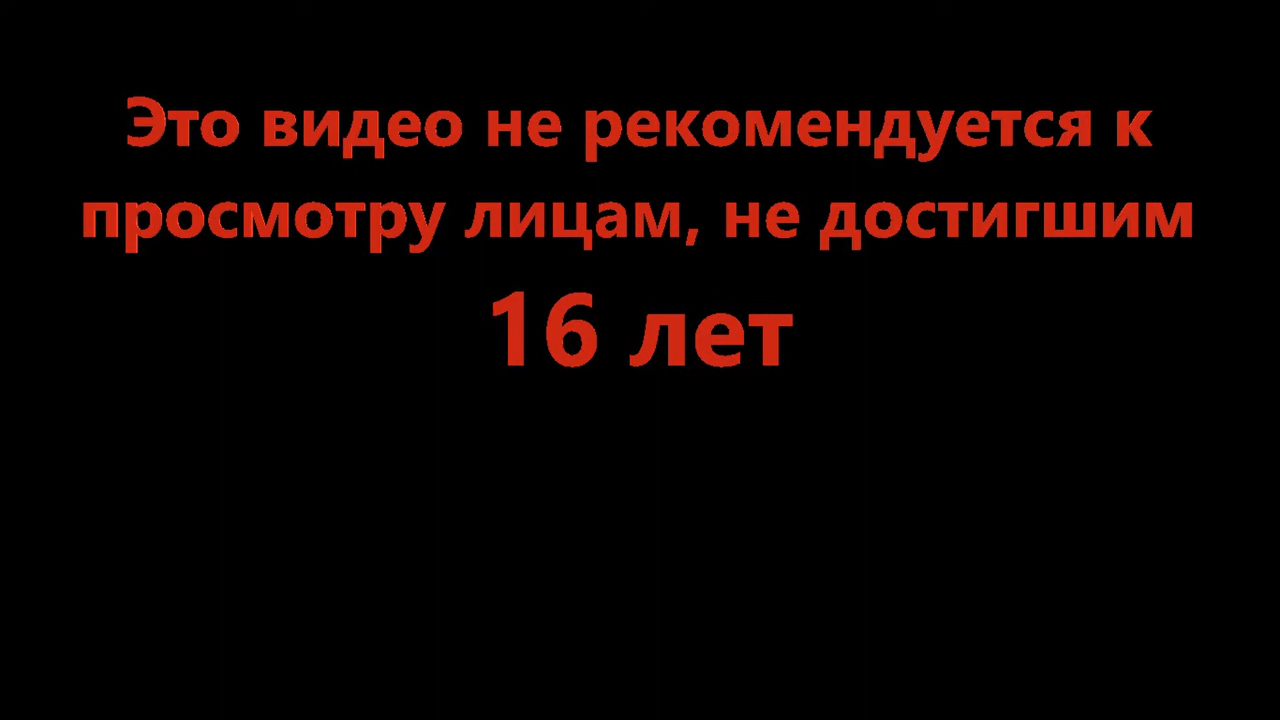 Это видео не рекомендуется к
просмотру лицам, не достигшим
16 лет